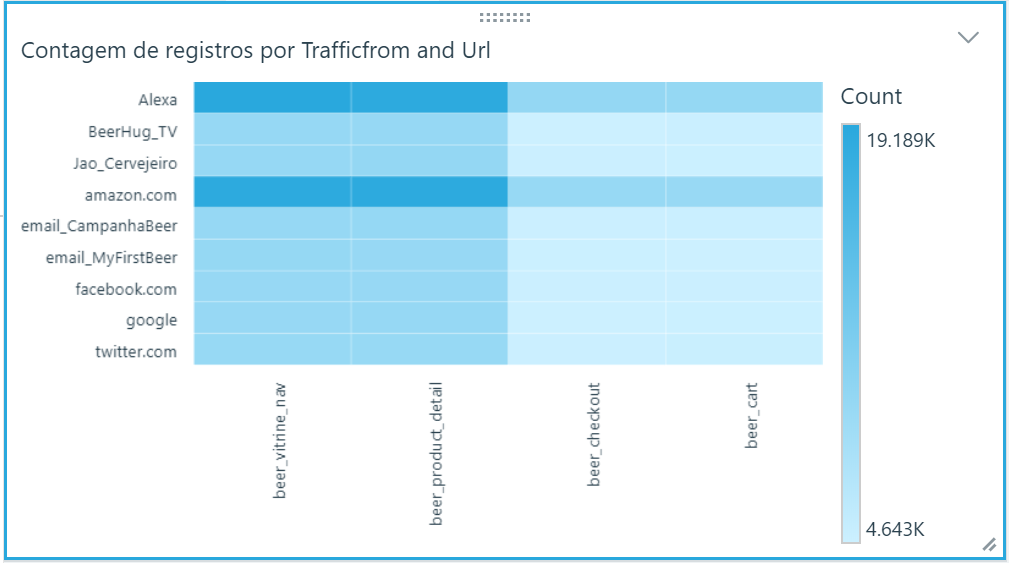 Contagem de registros por Trafficfrom and Url
Alexa
BeerHug_TV
Jao_Cervejeiro
amazon.com
email_CampanhaBeer
email_MyFirstBeer
facebook.com
google
twitter.com
beer_vitrine_nav
beer_product_detail
beer_checkout
beer_cart
Count
19.189K
4.643K